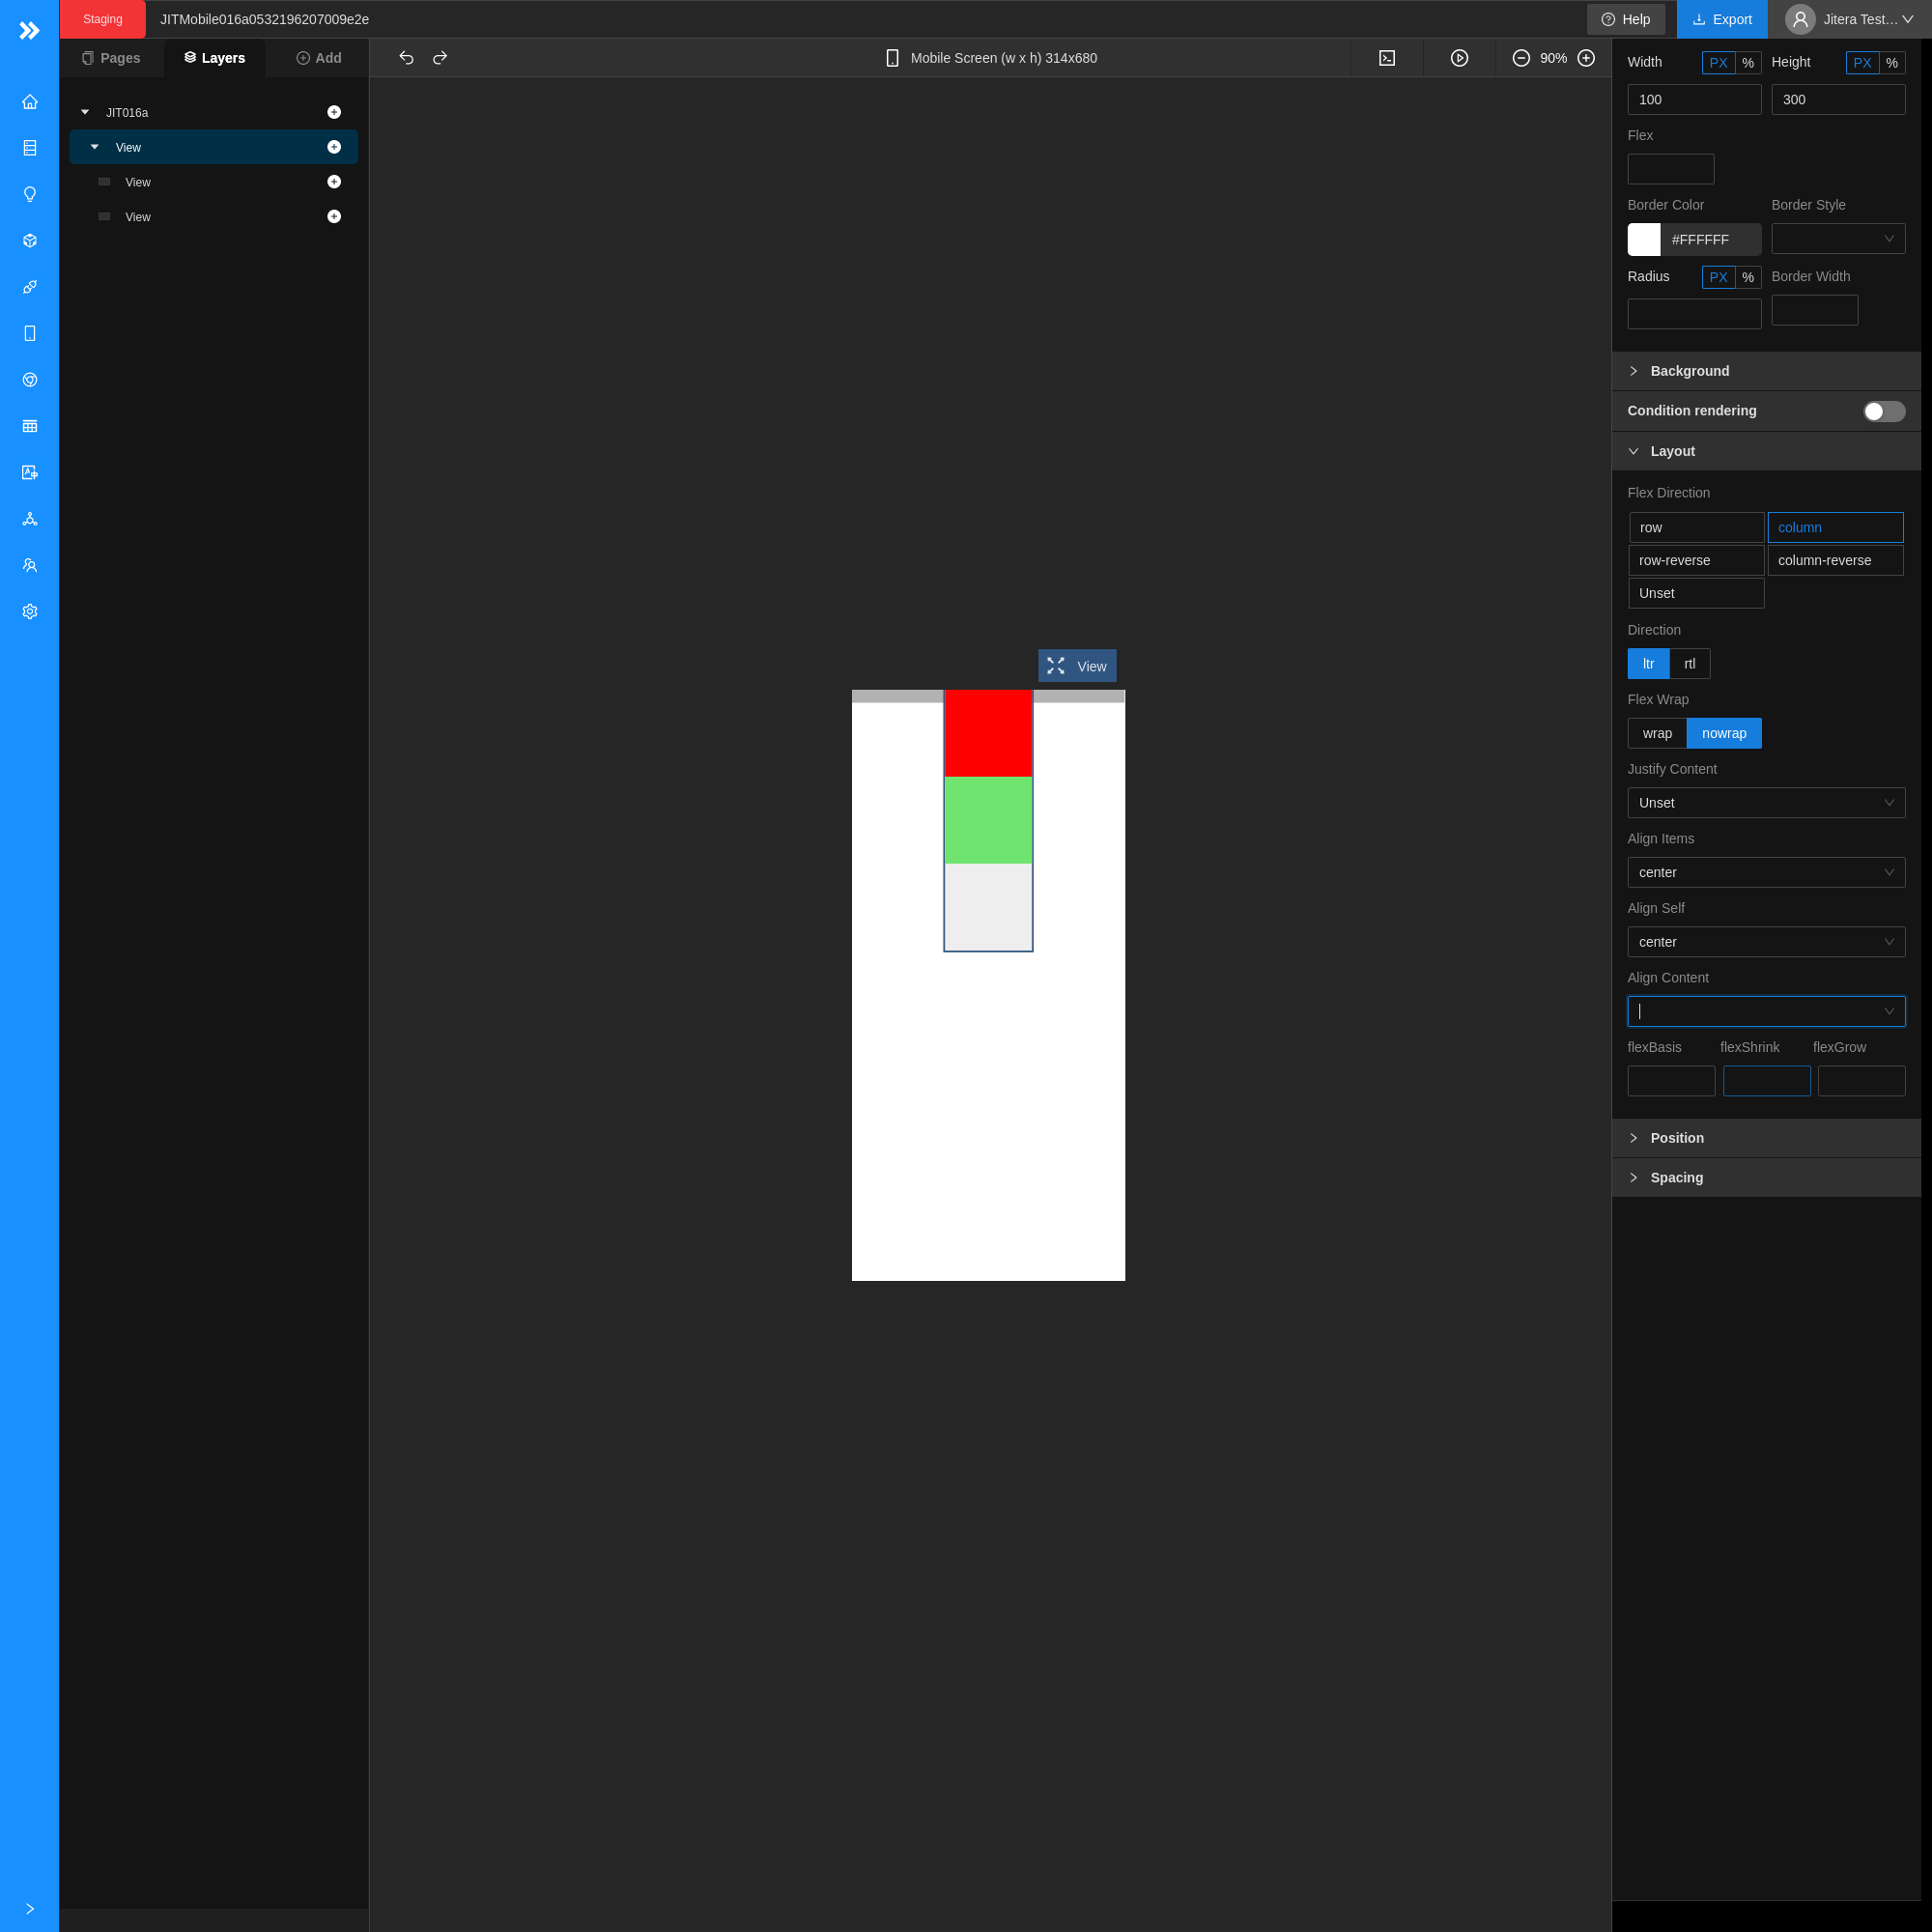 Staging
JITMobile016a0532196207009e2e
Help
Export
Jitera Test...
Pages
Layers
Add
Mobile Screen (w x h) 314x680
90%
JIT016a
View
View
View
View
Width PX % Height PX %
100 300
Flex
Border Color Border Style
#FFFFFF
Radius PX % Border Width
Background
Condition rendering
Layout
Flex Direction
row column
row-reverse column-reverse
Unset
Direction
ltr rtl
Flex Wrap
wrap nowrap
Justify Content
Unset
Align Items
center
Align Self
center
Align Content
flexBasis flexShrink flexGrow
Position
Spacing